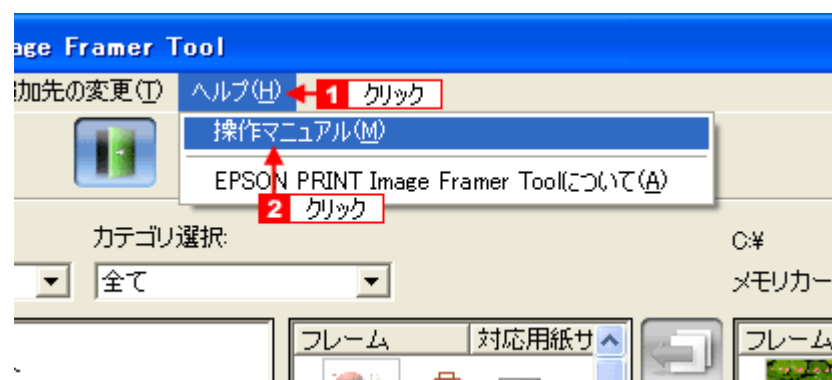 age Framer Tool
加先の変更(T) ヘルプ(H) 1 クリック
操作マニュアル(M)
EPSON PRINT Image Framer Toolについて(A)
2 クリック
カテゴリ選択: C:¥
全て メモリカー
フレーム 対応用紙サ フレーム